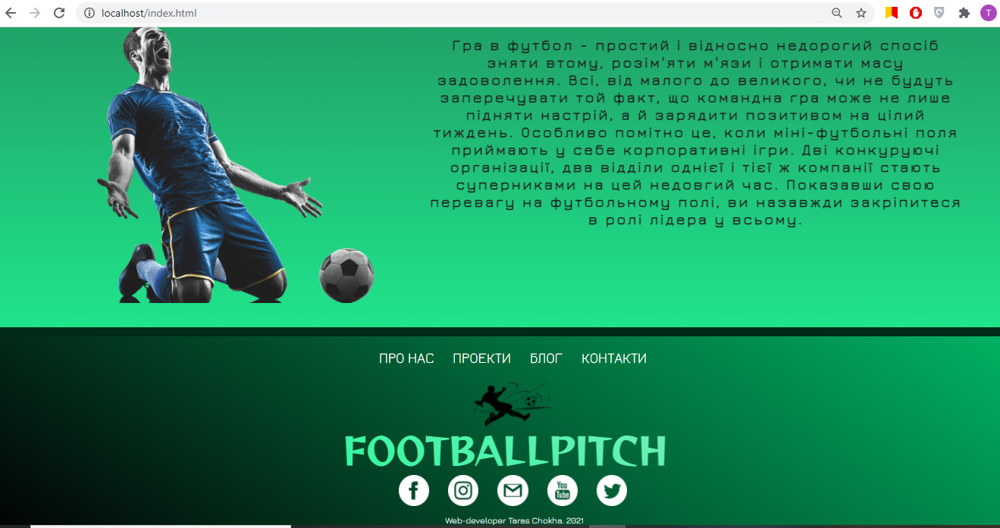 localhost/index.html
T
Гра в футбол - простий і відносно недорогий спосіб
зняти втому, розім'яти м'язи і отримати масу
задоволення. Всі, від малого до великого, чи не будуть
заперечувати той факт, що командна гра може не лише
підняти настрій, а й зарядити позитивом на цілий
тиждень. Особливо помітно це, коли міні-футбольні поля
приймають у себе корпоративні ігри. Дві конкуруючі
організації, два відділи однієї і тієї ж компанії стають
суперниками на цей недовгий час. Показавши свою
перевагу на футбольному полі, ви назавжди закріпитеся
в ролі лідера у всьому.
ПРО НАС ПРОЕКТИ БЛОГ КОНТАКТИ
FOOTBALLPITCH
You
Tube
Web-developer Taras Chokha. 2021